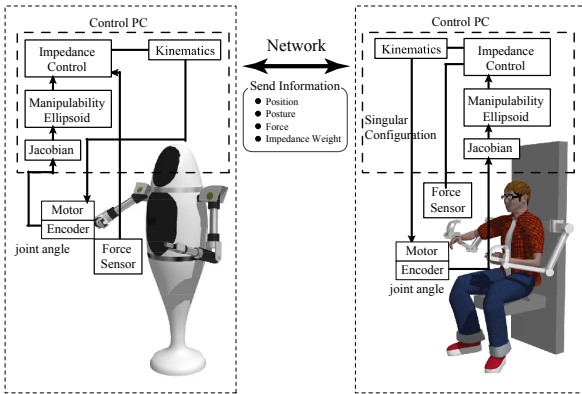 Control PC
Impedance
Control
Kinematics
Manipulability
Ellipsoid
Jacobian
Motor
Encoder
joint angle
Force
Sensor
Network
Send Information
● Position
● Posture
● Force
● Impedance Weight
Control PC
Kinematics
Impedance
Control
Manipulability
Ellipsoid
Singular
Configuration
Jacobian
Force
Sensor
Motor
Encoder
joint angle